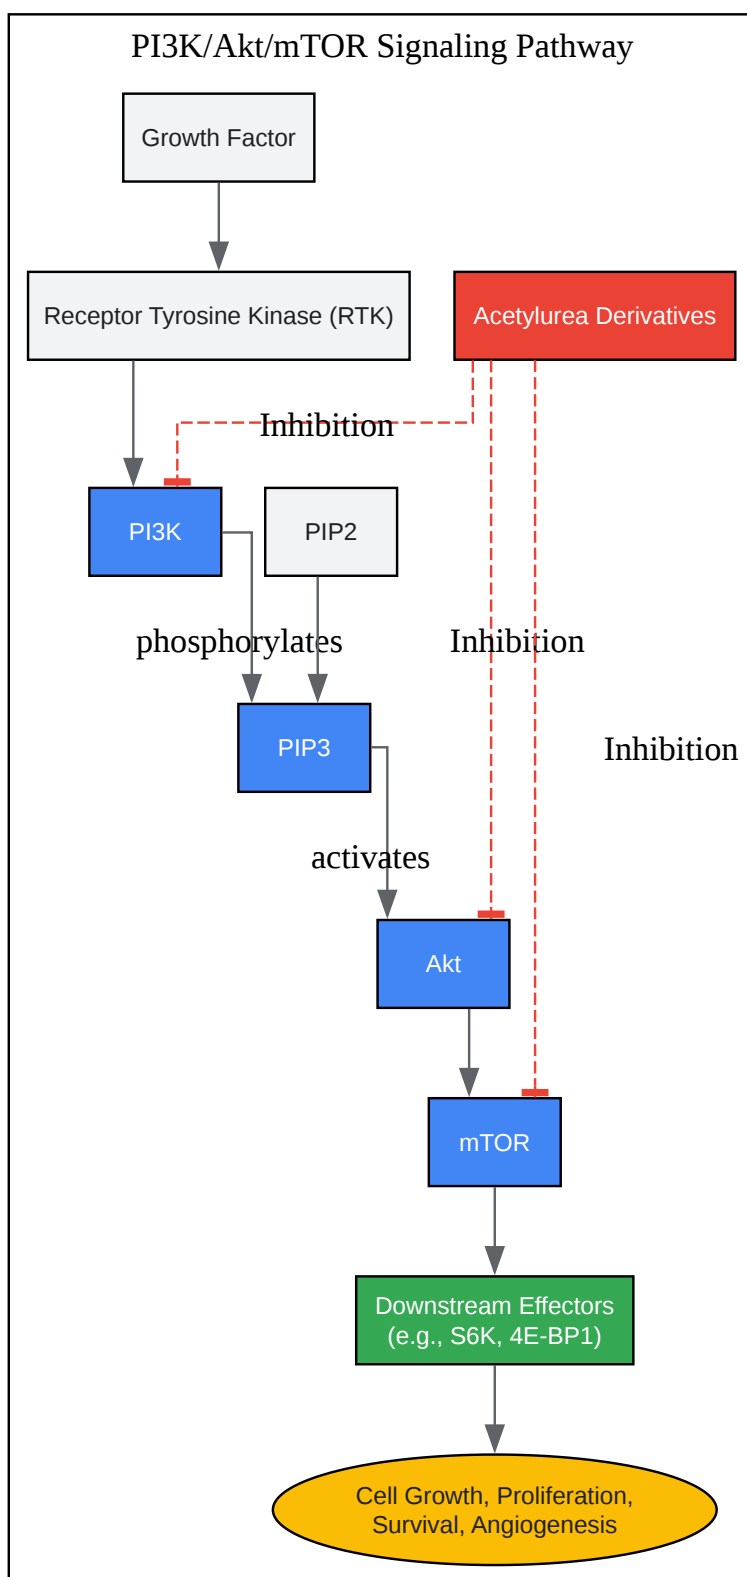 PI3K/Akt/mTOR Signaling Pathway
Growth Factor
Receptor Tyrosine Kinase (RTK)
Acetylurea Derivatives
Inhibition
PI3K
PIP2
phosphorylates
Inhibition
PIP3
Inhibition
activates
Akt
mTOR
Downstream Effectors
(e.g., S6K, 4E-BP1)
Cell Growth, Proliferation,
Survival, Angiogenesis